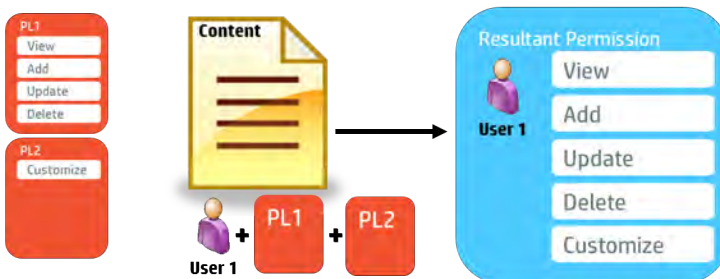 PL1
View
Add
Update
Delete
PL2
Customize
Content
User 1
+
PL1
+
PL2
Resultant Permission
User 1
View
Add
Update
Delete
Customize